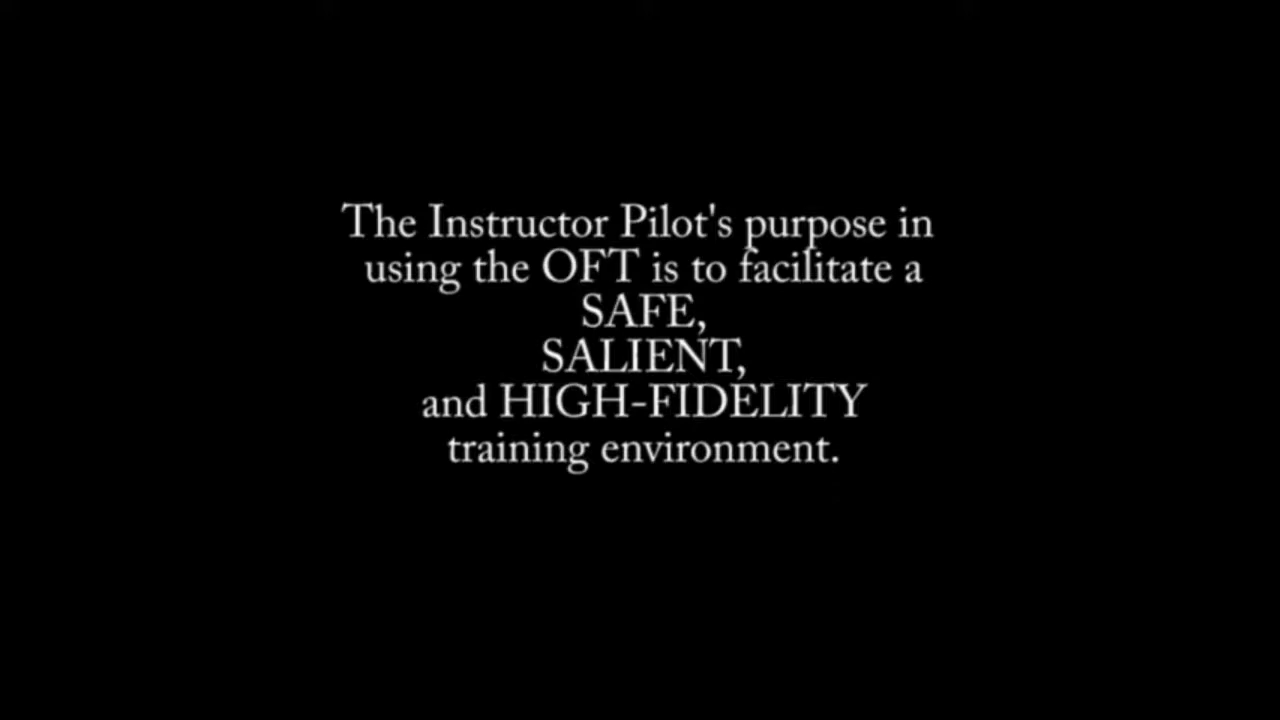 The Instructor Pilot's purpose in
using the OFT is to facilitate a
SAFE,
SALIENT,
and HIGH-FIDELITY
training environment.